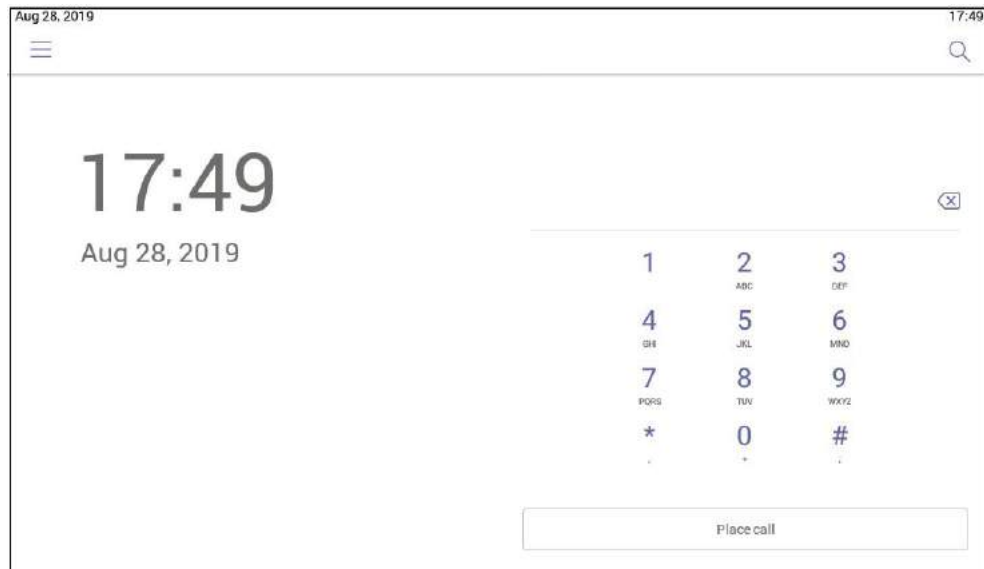 Aug 28, 2019 17:49
17:49
Aug 28, 2019
1 2 3
ABC DEF
4 5 6
GHI JKL MNO
7 8 9
PQRS TUV WXYZ
* 0 #
+
Place call